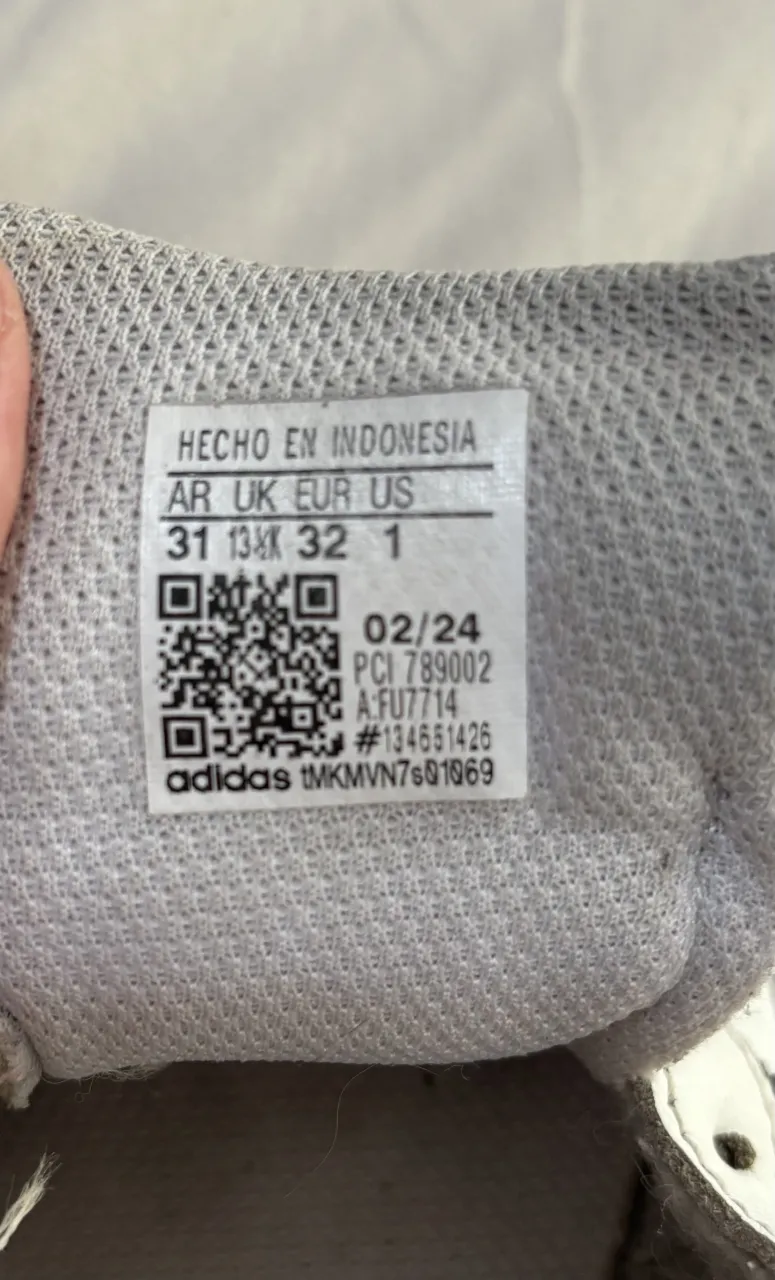 HECHO EN INDONESIA
AR UK EUR US
31 13½K 32 1
02/24
PCI 789002
A:FU7714
#134651426
adidas tMKMVN7s01069